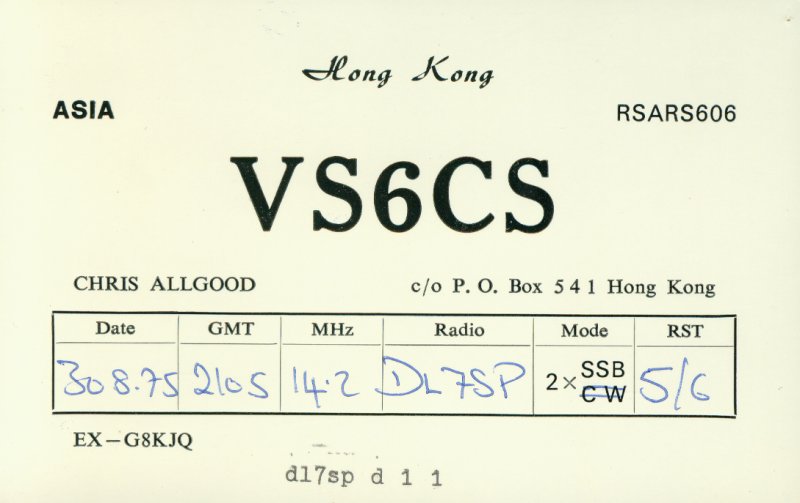 Hong Kong
ASIA RSARS606
VS6CS
CHRIS ALLGOOD c/o P. O. Box 541 Hong Kong
Date GMT MHz Radio Mode RST
30 8.75 2105 14.2 DL7SP 2× SSB C W 5/6
EX–G8KJQ
dl7sp d 1 1